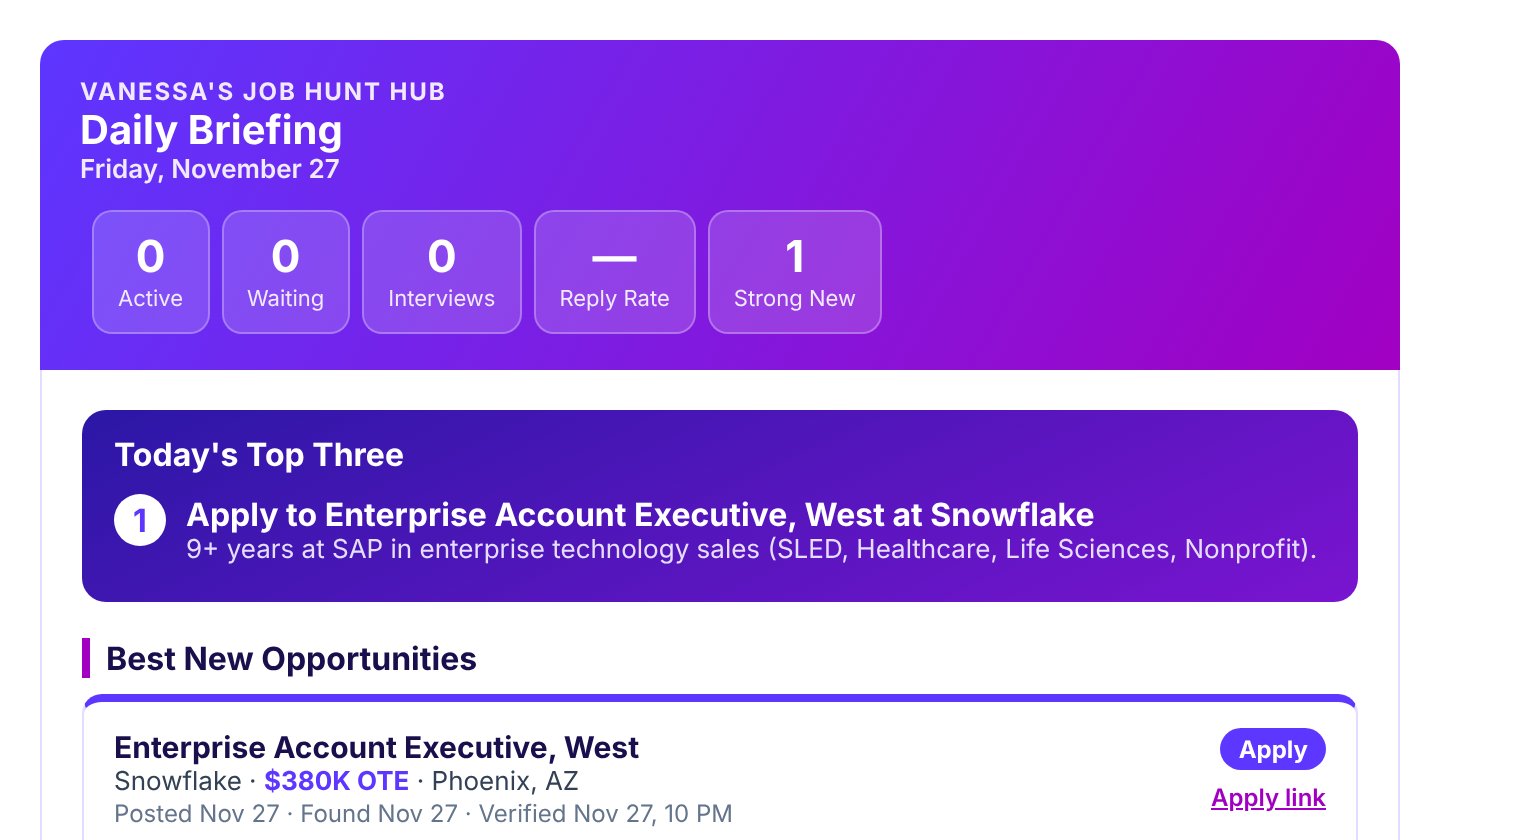 VANESSA'S JOB HUNT HUB
Daily Briefing
Friday, November 27
0
Active
0
Waiting
0
Interviews
—
Reply Rate
1
Strong New
Today's Top Three
1
Apply to Enterprise Account Executive, West at Snowflake
9+ years at SAP in enterprise technology sales (SLED, Healthcare, Life Sciences, Nonprofit).
Best New Opportunities
Enterprise Account Executive, West
Apply
Snowflake · $380K OTE · Phoenix, AZ
Apply link
Posted Nov 27 · Found Nov 27 · Verified Nov 27, 10 PM